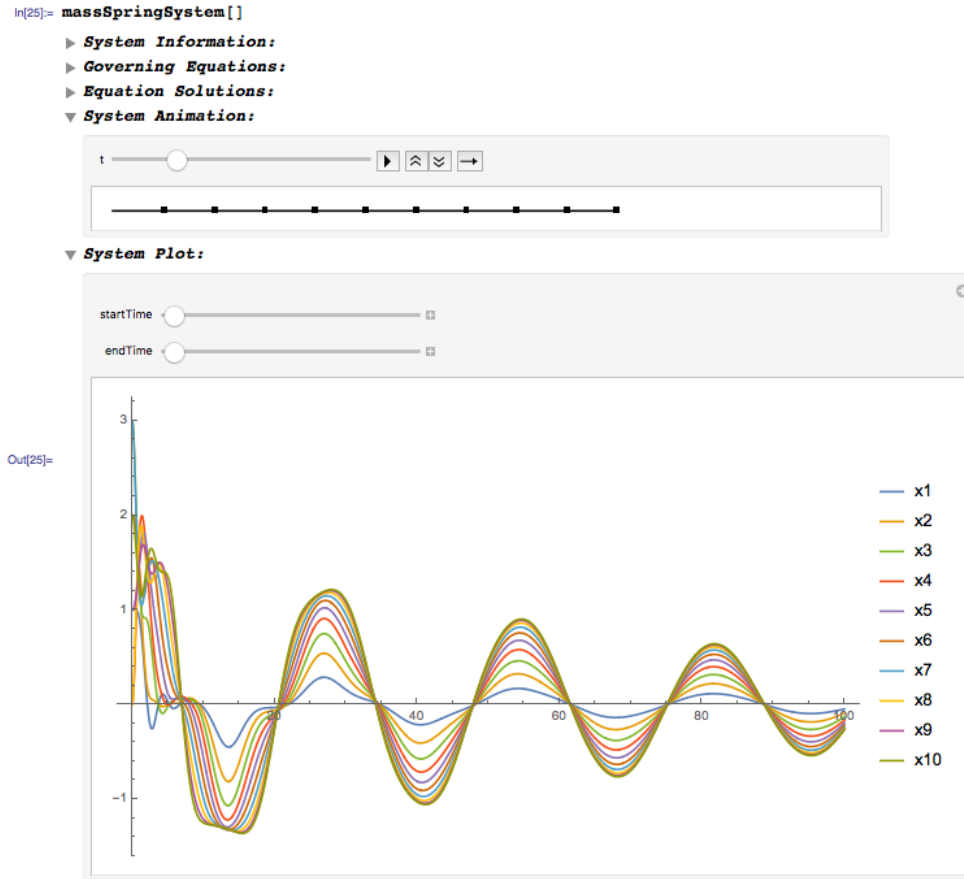 In[25]:= massSpringSystem[]
System Information:
Governing Equations:
Equation Solutions:
System Animation:
t
System Plot:
startTime
endTime
Out[25]=
3
2
1
-1
20
40
60
80
100
x1
x2
x3
x4
x5
x6
x7
x8
x9
x10